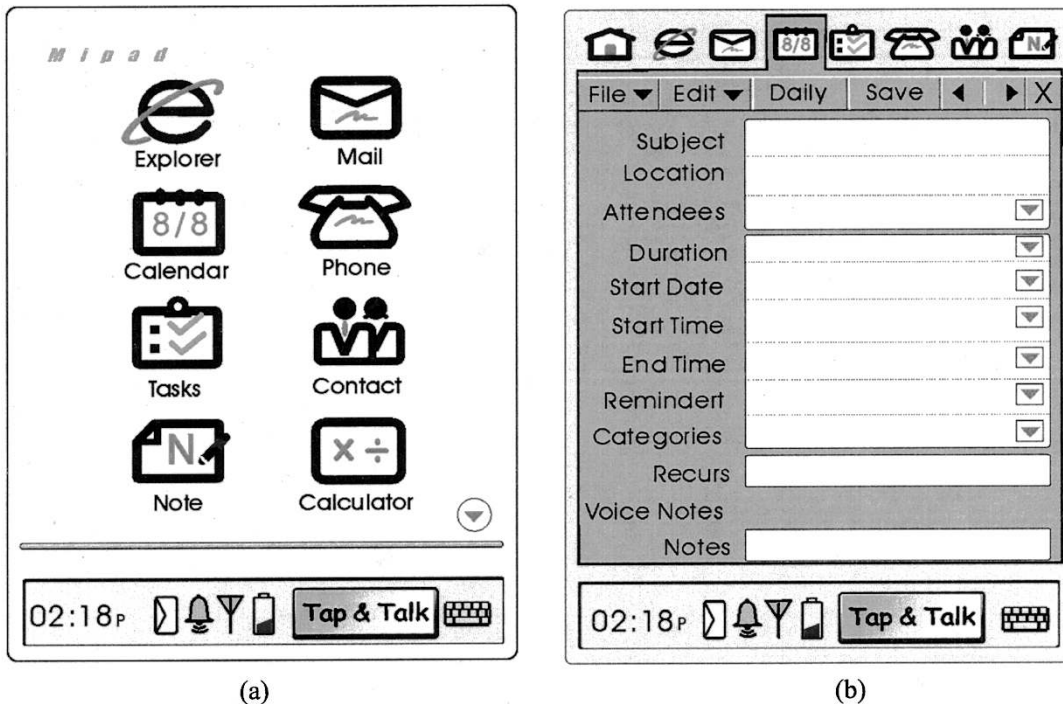 Mipad
Explorer
Mail
8/8
Calendar
Phone
Tasks
Contact
N
Note
Calculator
02:18P
Tap & Talk
(a)
8/8
N
File Edit Daily Save X
Subject
Location
Attendees
Duration
Start Date
Start Time
End Time
Remindert
Categories
Recurs
Voice Notes
Notes
02:18P
Tap & Talk
(b)